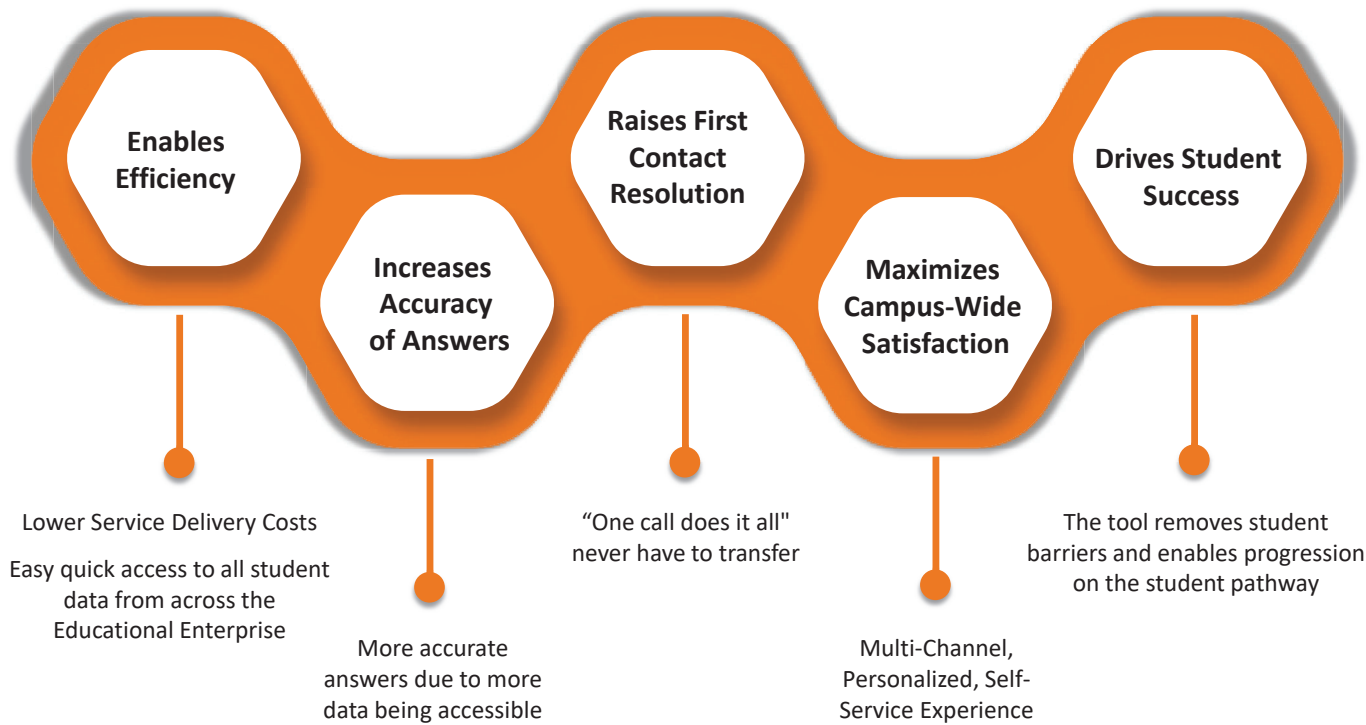 Enables
Efficiency
Increases
Accuracy
of Answers
Raises First
Contact
Resolution
Maximizes
Campus-Wide
Satisfaction
Drives Student
Success
Lower Service Delivery Costs
Easy quick access to all student
data from across the
Educational Enterprise
More accurate
answers due to more
data being accessible
“One call does it all"
never have to transfer
Multi-Channel,
Personalized, Self-
Service Experience
The tool removes student
barriers and enables progression
on the student pathway